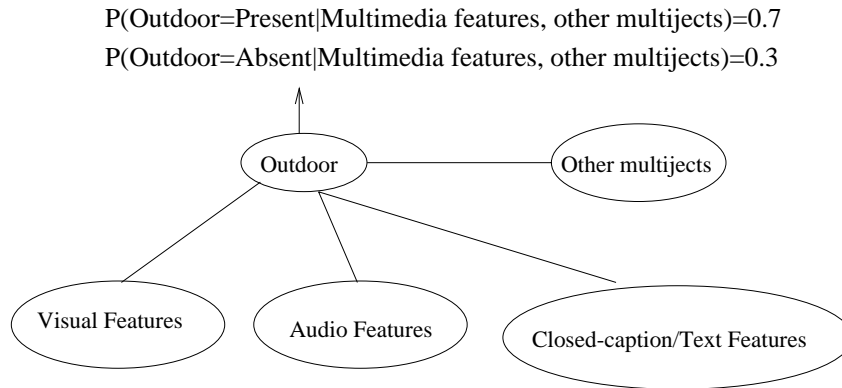 P(Outdoor=Present|Multimedia features, other multijects)=0.7
P(Outdoor=Absent|Multimedia features, other multijects)=0.3
Outdoor
Other multijects
Visual Features
Audio Features
Closed-caption/Text Features